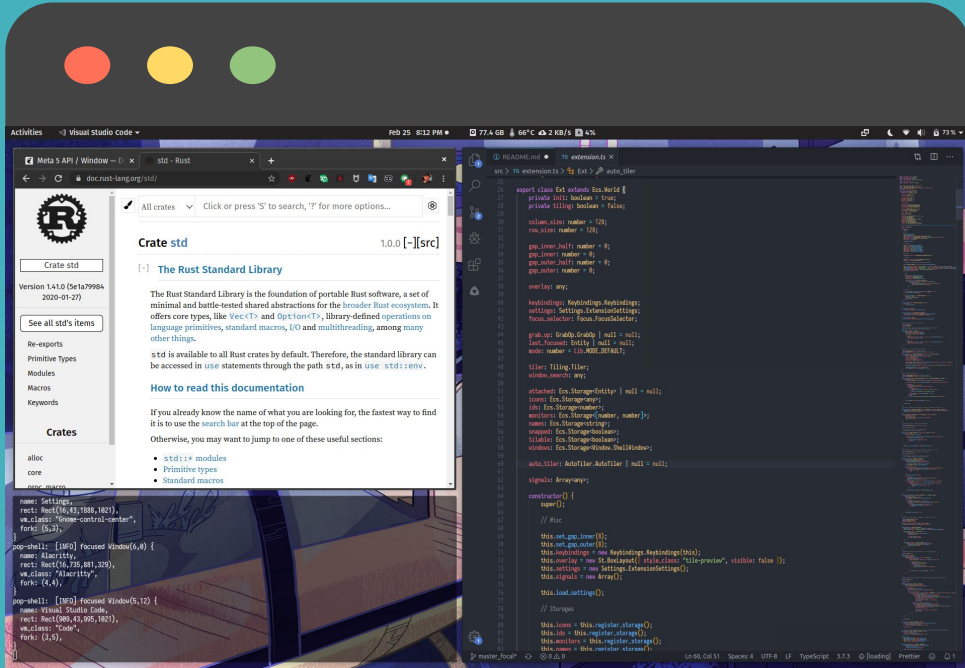 Activities Visual Studio Code Feb 25 8:12 PM 77.4 GB 66°C 2 KB/s 4% 73 %
Meta 5 API / Window — D × std - Rust × +
doc.rust-lang.org/std/
All crates Click or press 'S' to search, '?' for more options...
Crate std
Version 1.41.0 (5e1a79984
2020-01-27)
See all std's items
Re-exports
Primitive Types
Modules
Macros
Keywords
Crates
alloc
core
proc_macro
Crate std 1.0.0 [-][src]
[-] The Rust Standard Library
The Rust Standard Library is the foundation of portable Rust software, a set of
minimal and battle-tested shared abstractions for the broader Rust ecosystem. It
offers core types, like Vec<T> and Option<T>, library-defined operations on
language primitives, standard macros, I/O and multithreading, among many
other things.
std is available to all Rust crates by default. Therefore, the standard library can
be accessed in use statements through the path std, as in use std::env.
How to read this documentation
If you already know the name of what you are looking for, the fastest way to find
it is to use the search bar at the top of the page.
Otherwise, you may want to jump to one of these useful sections:
• std::* modules
• Primitive types
• Standard macros
name: Settings,
rect: Rect(16,43,1888,1021),
wm_class: "Gnome-control-center",
fork: (5,3),
}
pop-shell: [INFO] focused Window(6,0) {
name: Alacritty,
rect: Rect(16,735,881,329),
wm_class: "Alacritty",
fork: (4,4),
}
pop-shell: [INFO] focused Window(5,12) {
name: Visual Studio Code,
rect: Rect(909,43,995,1021),
wm_class: "Code",
fork: (3,5),
}
README.md ● TS extension.ts ×
src > TS extension.ts > Ext > auto_tiler
export class Ext extends Ecs.World {
private init: boolean = true;
private tiling: boolean = false;
column_size: number = 128;
row_size: number = 128;
gap_inner_half: number = 0;
gap_inner: number = 0;
gap_outer_half: number = 0;
gap_outer: number = 0;
overlay: any;
keybindings: Keybindings.Keybindings;
settings: Settings.ExtensionSettings;
focus_selector: Focus.FocusSelector;
grab_op: GrabOp.GrabOp | null = null;
last_focused: Entity | null = null;
mode: number = Lib.MODE_DEFAULT;
tiler: Tiling.Tiler;
window_search: any;
attached: Ecs.Storage<Entity> | null = null;
icons: Ecs.Storage<any>;
ids: Ecs.Storage<number>;
monitors: Ecs.Storage<[number, number]>;
names: Ecs.Storage<string>;
snapped: Ecs.Storage<boolean>;
tilable: Ecs.Storage<boolean>;
windows: Ecs.Storage<Window.ShellWindow>;
auto_tiler: AutoTiler.AutoTiler | null = null;
signals: Array<any>;
constructor() {
super();
// Misc
this.set_gap_inner(8);
this.set_gap_outer(8);
this.keybindings = new Keybindings.Keybindings(this);
this.overlay = new St.BoxLayout({ style_class: "tile-preview", visible: false });
this.settings = new Settings.ExtensionSettings();
this.signals = new Array();
this.load_settings();
// Storages
this.icons = this.register_storage();
this.ids = this.register_storage();
this.monitors = this.register_storage();
this.names = this.register_storage();
master_focal* 0 0 Ln 60, Col 51 Spaces: 4 UTF-8 LF TypeScript 3.7.3 [loading] Prettier 1